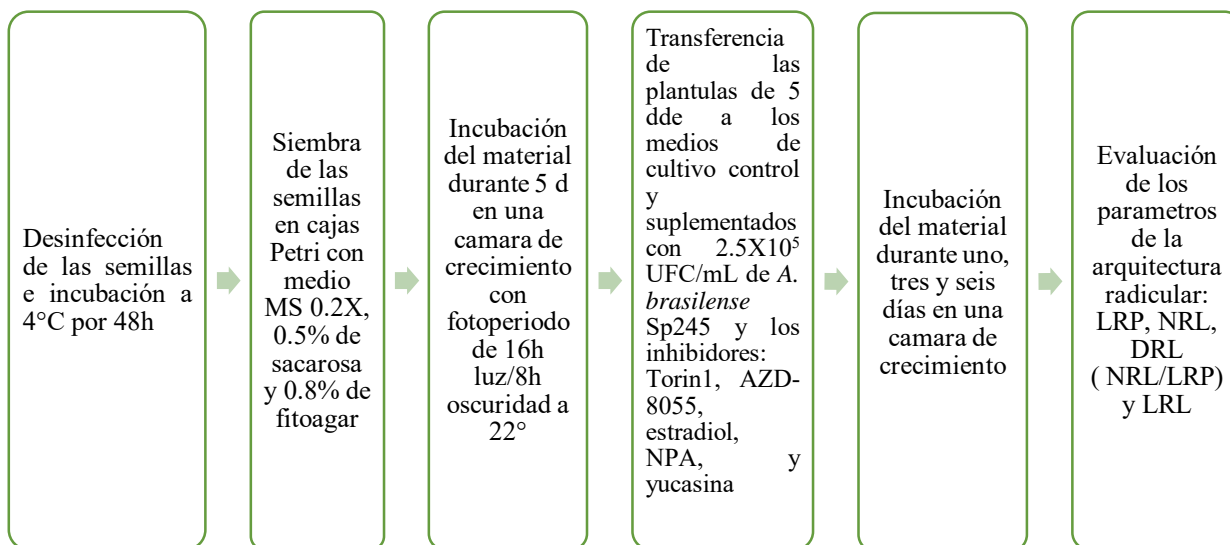 Desinfección
de las semillas
e incubación a
4°C por 48h
Siembra
de las
semillas
en cajas
Petri con
medio
MS 0.2X,
0.5% de
sacarosa
y 0.8% de
fitoagar
Incubación
del material
durante 5 d
en una
camara de
crecimiento
con
fotoperiodo
de 16h
luz/8h
oscuridad a
22°
Transferencia
de las
plantulas de 5
dde a los
medios de
cultivo control
y
suplementados
con 2.5X10⁵
UFC/mL de A.
brasilense
Sp245 y los
inhibidores:
Torin1, AZD-
8055,
estradiol,
NPA, y
yucasina
Incubación
del material
durante uno,
tres y seis
días en una
camara de
crecimiento
Evaluación
de los
parametros
de la
arquitectura
radicular:
LRP, NRL,
DRL
( NRL/LRP)
y LRL